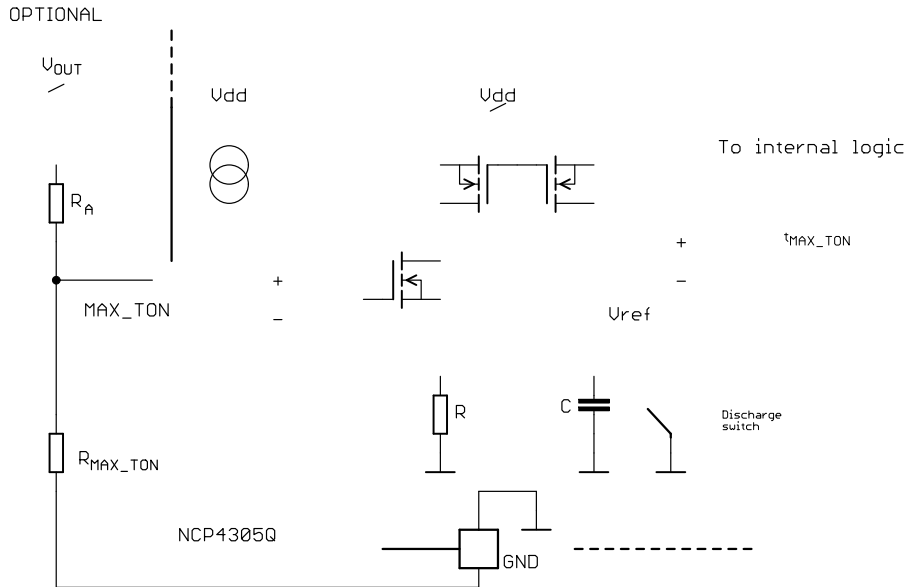 OPTIONAL
VOUT
Vdd
Vdd
To internal logic
RA
+
tMAX_TON
+
−
MAX_TON
−
Vref
R
C
Discharge
switch
RMAX_TON
NCP4305Q
GND